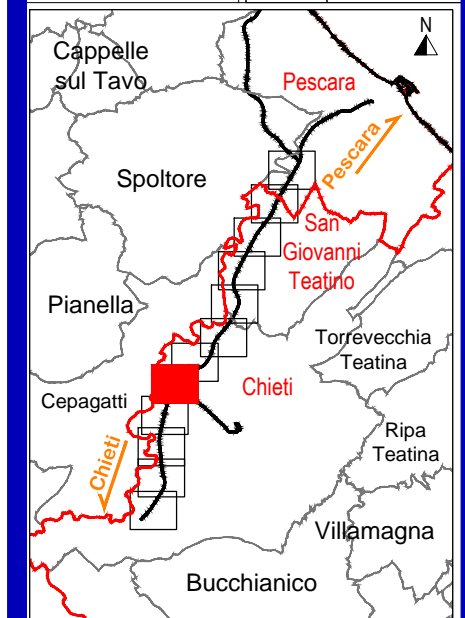 N
Cappelle
sul Tavo
Pescara
Pescara
Spoltore
San
Giovanni
Teatino
Pianella
Torrevecchia
Teatina
Chieti
Cepagatti
Ripa
Teatina
Chieti
Villamagna
Bucchianico